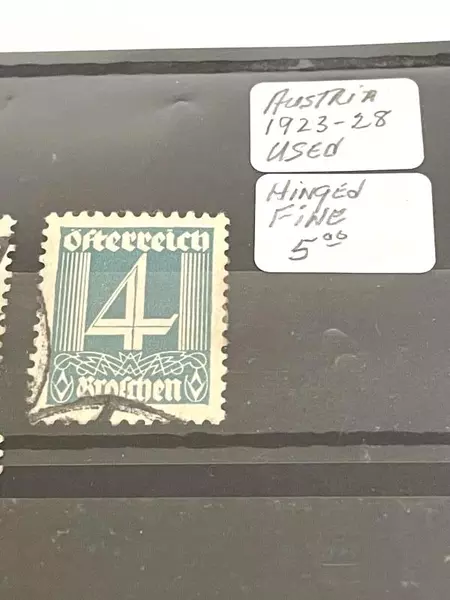 AUSTRIA
1923-28
USED
HINGED
FINE
5.00
Österreich
4
Groschen